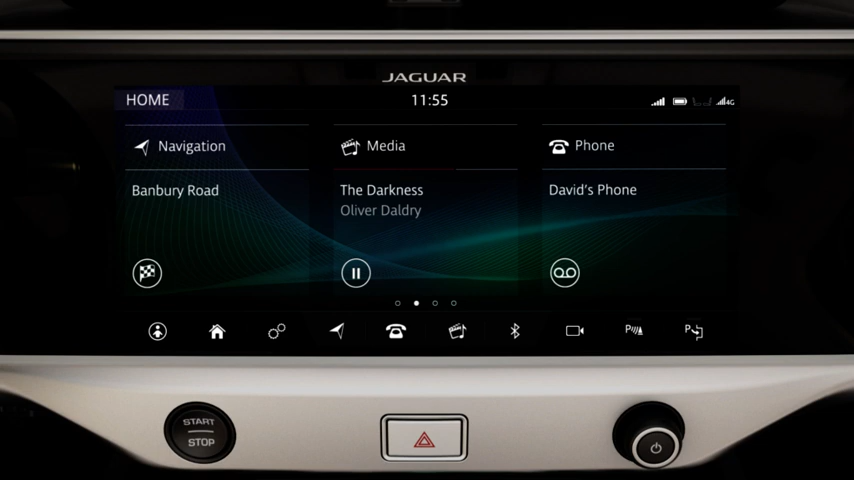 JAGUAR
HOME
11:55
4G
Navigation
Media
Phone
Banbury Road
The Darkness
Oliver Daldry
David's Phone
P
P
START
STOP